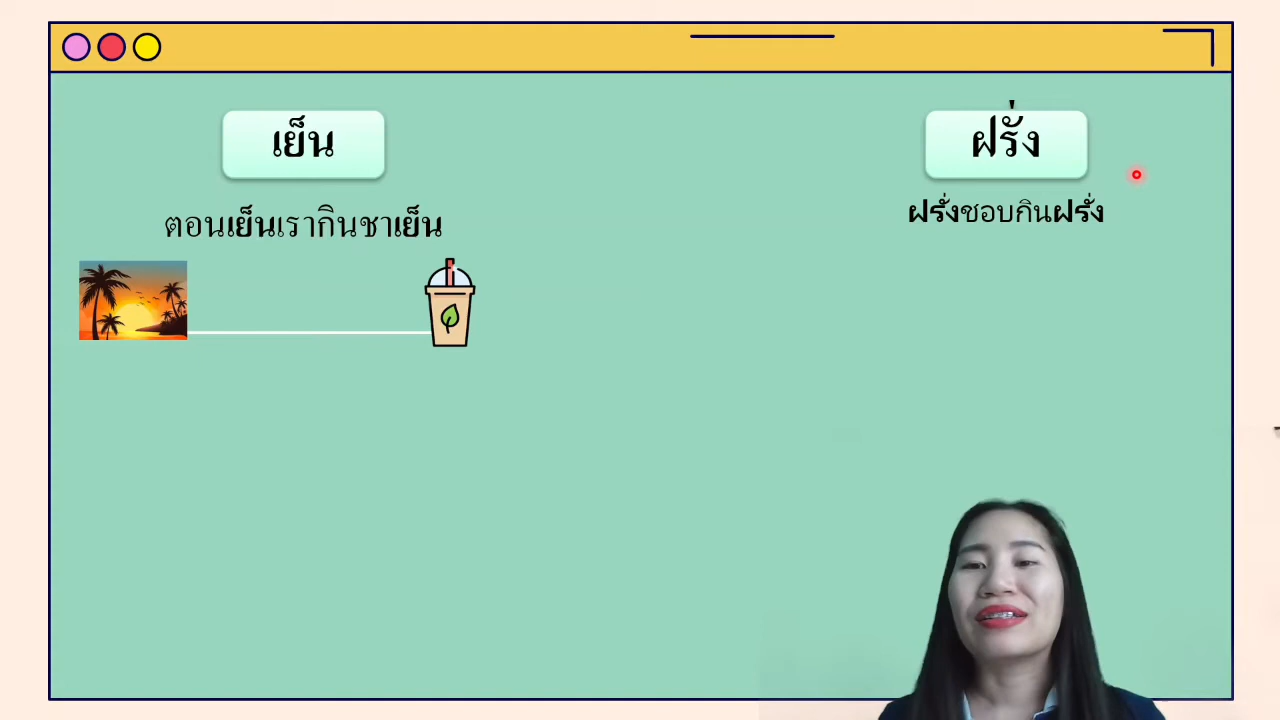 เย็น
ตอนเย็นเรากินชาเย็น
ฝรั่ง
ฝรั่งชอบกินฝรั่ง